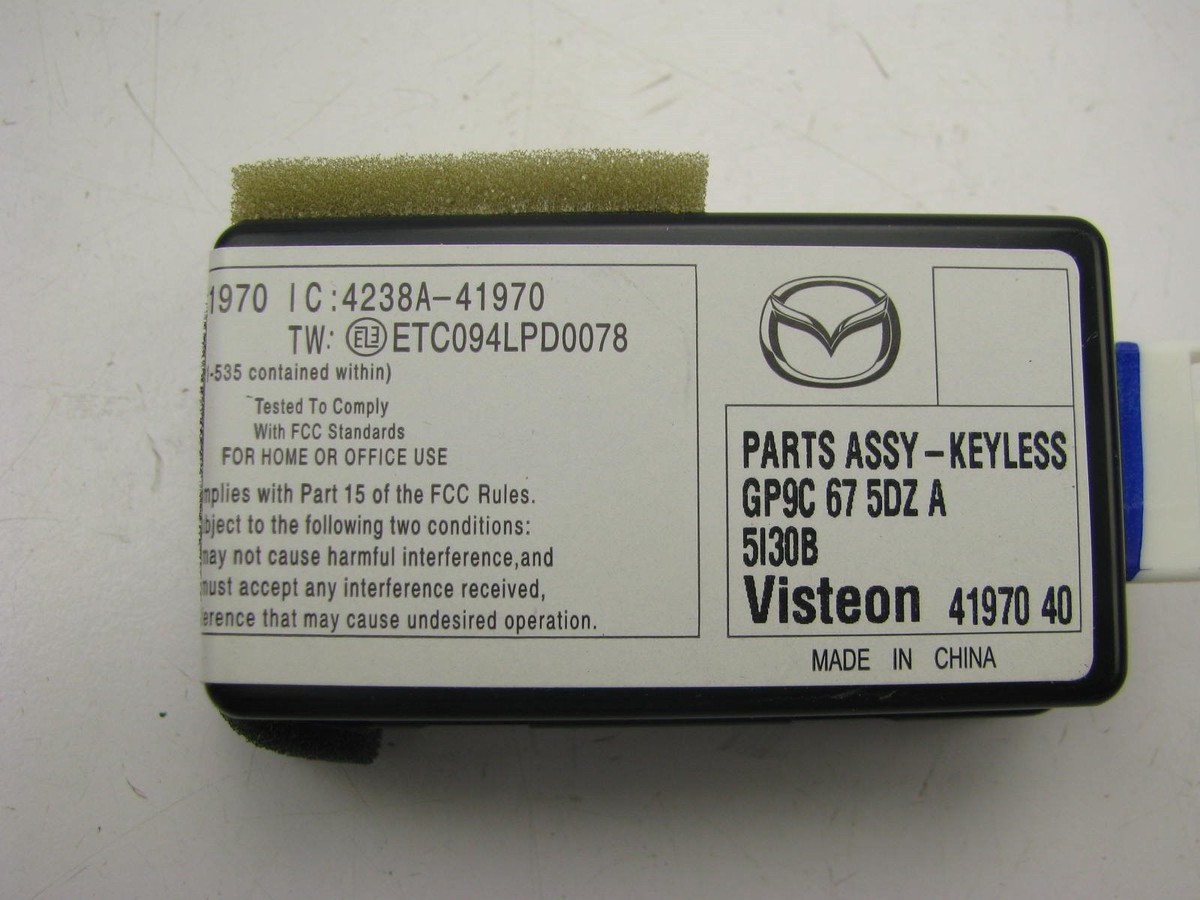 1970 IC:4238A-41970
TW: ETC094LPD0078
-535 contained within)
Tested To Comply
With FCC Standards
FOR HOME OR OFFICE USE
mplies with Part 15 of the FCC Rules.
bject to the following two conditions:
may not cause harmful interference,and
must accept any interference received,
erence that may cause undesired operation.
PARTS ASSY-KEYLESS
GP9C 67 5DZ A
5I30B
Visteon 41970 40
MADE IN CHINA